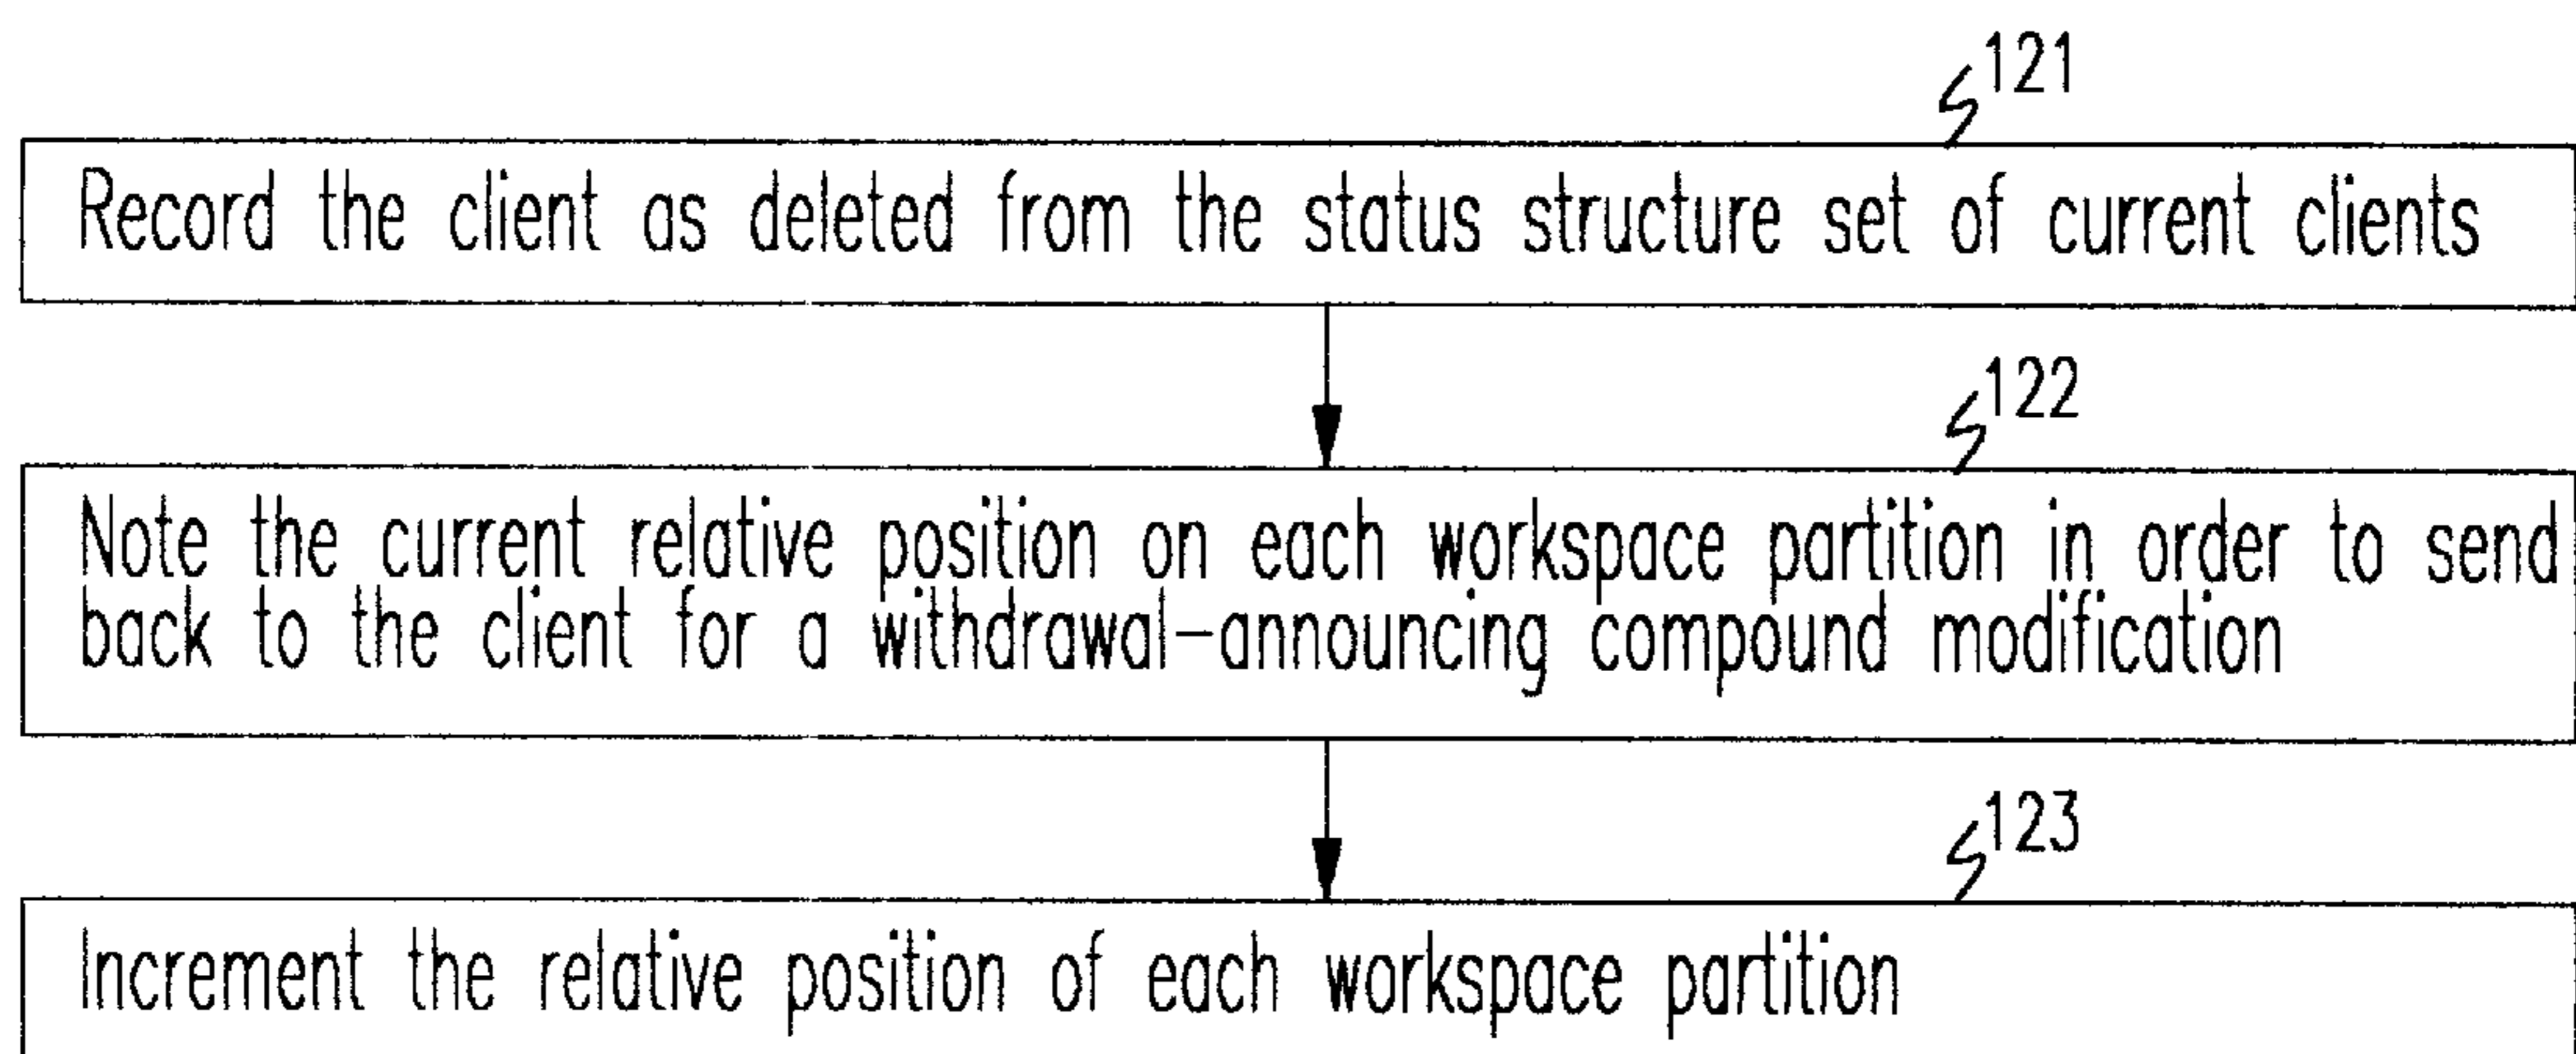 121
Record the client as deleted from the status structure set of current clients
122
Note the current relative position on each workspace partition in order to send
back to the client for a withdrawal-announcing compound modification
123
Increment the relative position of each workspace partition